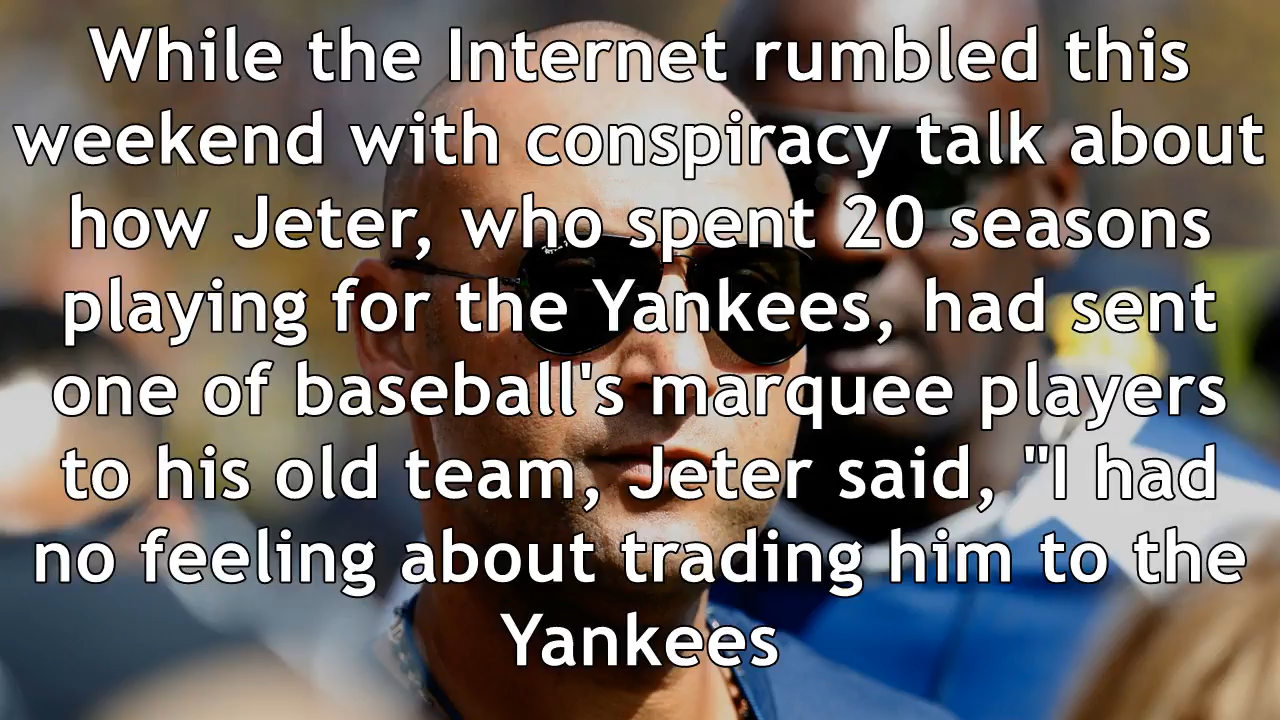 While the Internet rumbled this
weekend with conspiracy talk about
how Jeter, who spent 20 seasons
playing for the Yankees, had sent
one of baseball's marquee players
to his old team, Jeter said, "I had
no feeling about trading him to the
Yankees